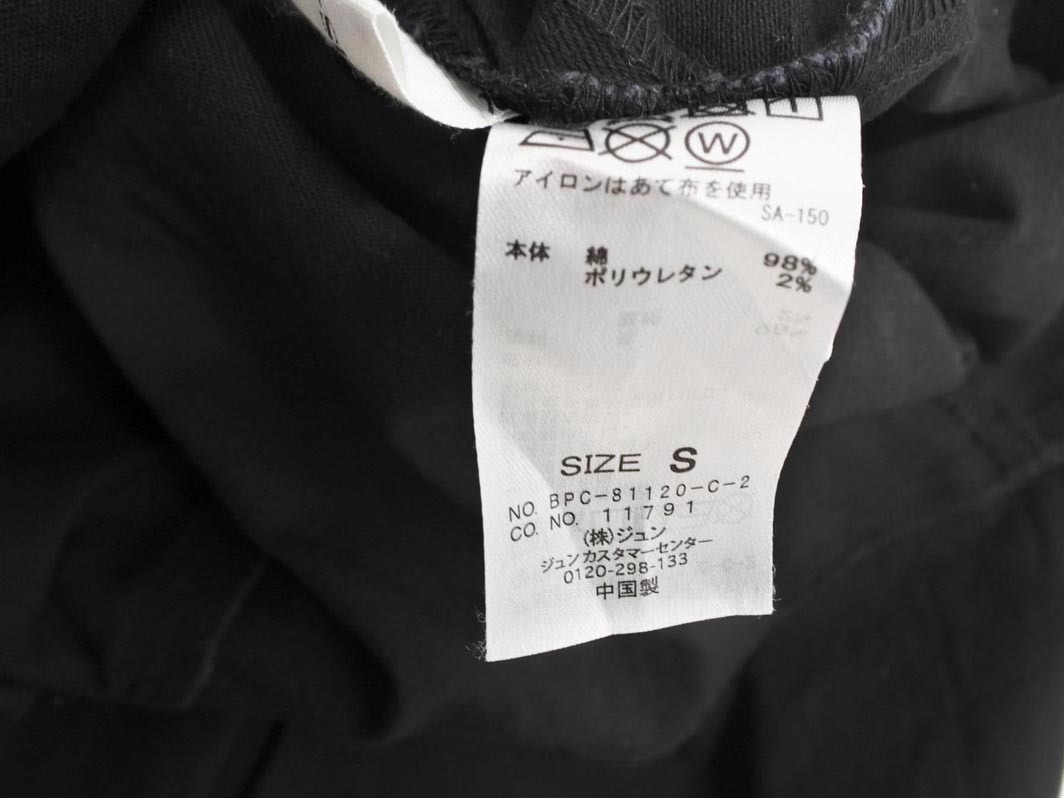 W
アイロンはあて布を使用
SA-150
本体 綿 98%
ポリウレタン 2%
SIZE S
NO. BPC-81120-C-2
CO. NO. 11791
(株)ジュン
ジュンカスタマーセンター
0120-298-133
中国製